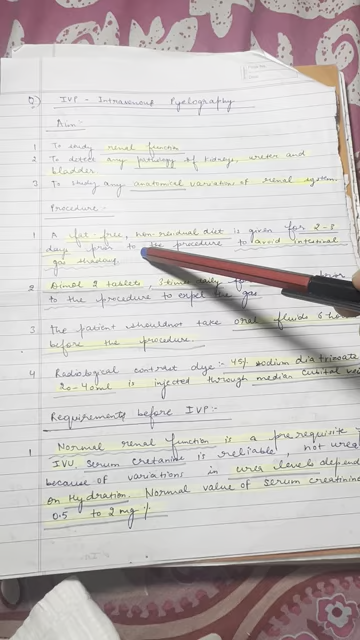 Q) IVP - Intravenous Pyelography
Aim:-
1 To study renal function
2 To detect any pathology of kidneys, ureter and
bladder.
3 To study any anatomical variation of renal system.
Procedure :-
1 A fat-free, non-residual diet is given for 2-3
days prior to the procedure to avoid intestinal
gas shadows.
2 Dimol 2 tablets, 3 times daily for
to the procedure to expel the gas
3 The patient shouldnot take oral fluids 6 ho
before the procedure.
4 Radiological contrast dye:- 45% sodium diatrizoate
20-40ml is injected through median cubital vein
Requirements before IVP:-
1 Normal renal function is a prerequisite
IVU. Serum cretanine is reliable, not urea
because of variations in urea levels depend
on Hydration. Normal value of serum creatinine
0.5 to 2 mg %